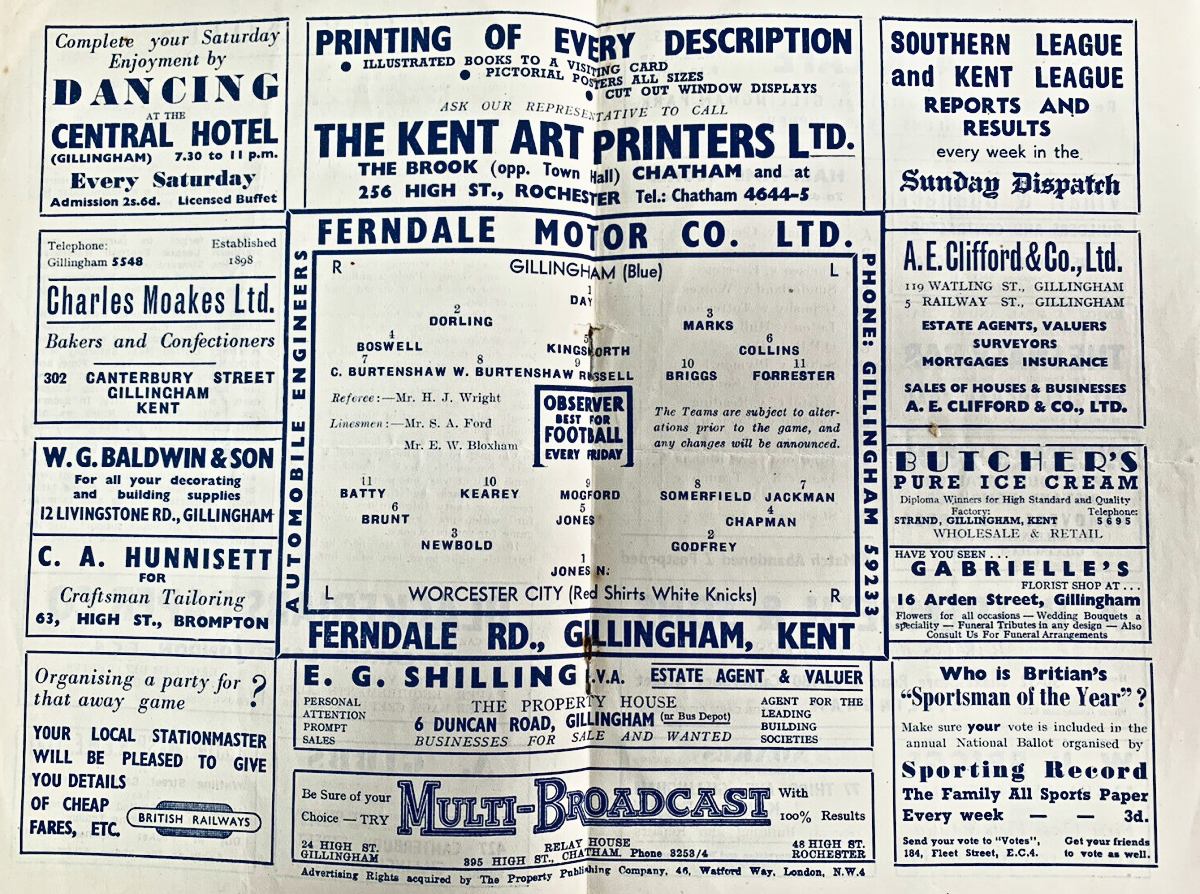 Complete your Saturday
Enjoyment by
DANCING
AT THE
CENTRAL HOTEL
(GILLINGHAM) 7.30 to 11 p.m.
Every Saturday
Admission 2s.6d. Licensed Buffet
PRINTING OF EVERY DESCRIPTION
● ILLUSTRATED BOOKS TO A VISITING CARD
● PICTORIAL POSTERS ALL SIZES
● CUT OUT WINDOW DISPLAYS
ASK OUR REPRESENTATIVE TO CALL
THE KENT ART PRINTERS LTD.
THE BROOK (opp. Town Hall) CHATHAM and at
256 HIGH ST., ROCHESTER Tel.: Chatham 4644-5
SOUTHERN LEAGUE
and KENT LEAGUE
REPORTS AND
RESULTS
every week in the
Sunday Dispatch
Telephone: Established
Gillingham 5548 1898
Charles Moakes Ltd.
Bakers and Confectioners
302 CANTERBURY STREET
GILLINGHAM
KENT
W. G. BALDWIN & SON
For all your decorating
and building supplies
12 LIVINGSTONE RD., GILLINGHAM
C. A. HUNNISETT
FOR
Craftsman Tailoring
63, HIGH ST., BROMPTON
Organising a party for
that away game ?
YOUR LOCAL STATIONMASTER
WILL BE PLEASED TO GIVE
YOU DETAILS
OF CHEAP
FARES, ETC.
BRITISH RAILWAYS
FERNDALE MOTOR CO. LTD.
AUTOMOBILE ENGINEERS
PHONE: GILLINGHAM 59233
R GILLINGHAM (Blue) L
1
DAY
2 3
DORLING MARKS
4 5 6
BOSWELL KINGSNORTH COLLINS
7 8 9 10 11
C. BURTENSHAW W. BURTENSHAW RUSSELL BRIGGS FORRESTER
Referee:—Mr. H. J. Wright
Linesmen:—Mr. S. A. Ford
Mr. E. W. Bloxham
OBSERVER
BEST FOR
FOOTBALL
EVERY FRIDAY
The Teams are subject to alter-
ations prior to the game, and
any changes will be announced.
11 10 9 8 7
BATTY KEAREY MOGFORD SOMERFIELD JACKMAN
6 5 4
BRUNT JONES CHAPMAN
3 2
NEWBOLD GODFREY
1
JONES N:
L WORCESTER CITY (Red Shirts White Knicks) R
FERNDALE RD., GILLINGHAM, KENT
E. G. SHILLING .V.A. ESTATE AGENT & VALUER
PERSONAL
ATTENTION
PROMPT
SALES
THE PROPERTY HOUSE
6 DUNCAN ROAD, GILLINGHAM (nr Bus Depot)
BUSINESSES FOR SALE AND WANTED
AGENT FOR THE
LEADING
BUILDING
SOCIETIES
Be Sure of your
Choice — TRY
MULTI-BROADCAST
With
100% Results
24 HIGH ST.
GILLINGHAM
RELAY HOUSE
395 HIGH ST., CHATHAM. Phone 3253/4
48 HIGH ST.
ROCHESTER
Advertising Rights acquired by The Property Publishing Company, 46, Watford Way, London, N.W.4
A. E. Clifford & Co., Ltd.
119 WATLING ST., GILLINGHAM
5 RAILWAY ST., GILLINGHAM
ESTATE AGENTS, VALUERS
SURVEYORS
MORTGAGES INSURANCE
SALES OF HOUSES & BUSINESSES
A. E. CLIFFORD & CO., LTD.
BUTCHER'S
PURE ICE CREAM
Diploma Winners for High Standard and Quality
Factory: Telephone:
STRAND, GILLINGHAM, KENT 5695
WHOLESALE & RETAIL
HAVE YOU SEEN ...
GABRIELLE'S
FLORIST SHOP AT...
16 Arden Street, Gillingham
Flowers for all occasions — Wedding Bouquets a
speciality — Funeral Tributes in any design — Also
Consult Us For Funeral Arrangements
Who is Britian's
"Sportsman of the Year" ?
Make sure your vote is included in the
annual National Ballot organised by
Sporting Record
The Family All Sports Paper
Every week — — 3d.
Send your vote to "Votes", Get your friends
184, Fleet Street, E.C.4. to vote as well.